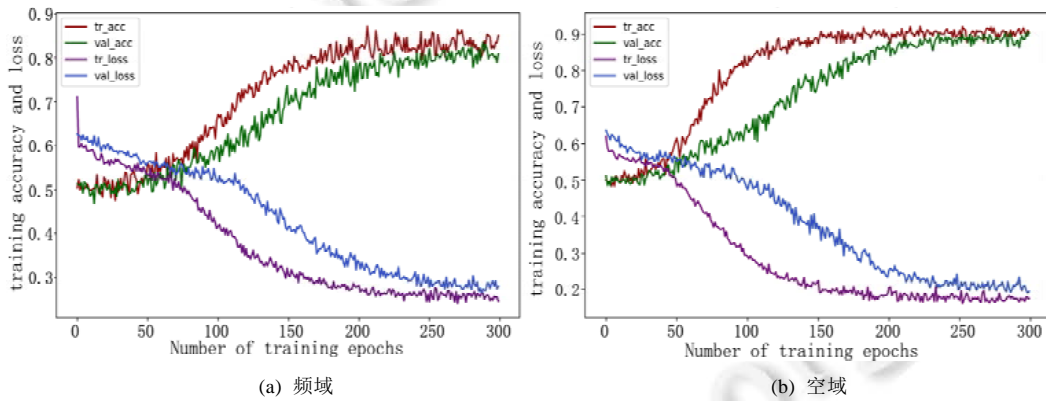 training accuracy and loss
0.9
0.8
0.7
0.6
0.5
0.4
0.3
tr_acc
val_acc
tr_loss
val_loss
0
50
100
150
200
250
300
Number of training epochs
(a) 频域
training accuracy and loss
0.9
0.8
0.7
0.6
0.5
0.4
0.3
0.2
tr_acc
val_acc
tr_loss
val_loss
0
50
100
150
200
250
300
Number of training epochs
(b) 空域